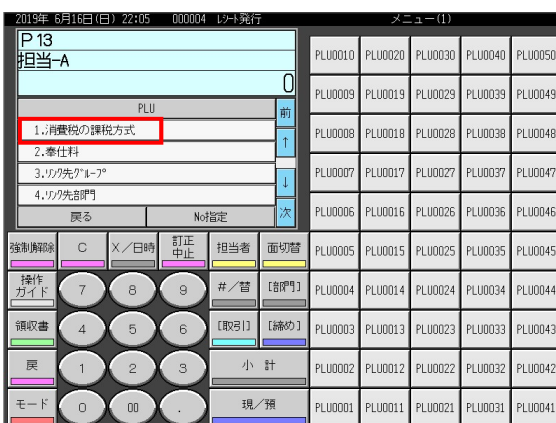 2019年 6月16日(日) 22:05 000004 レシート発行 メニュー(1)
P13
担当-A
0
PLU
前
1.消費税の課税方式
2.奉仕料
↑
3.リンク先グループ
4.リンク先部門
↓
戻る No指定 次
PLU0010 PLU0020 PLU0030 PLU0040 PLU0050
PLU0009 PLU0019 PLU0029 PLU0039 PLU0049
PLU0008 PLU0018 PLU0028 PLU0038 PLU0048
PLU0007 PLU0017 PLU0027 PLU0037 PLU0047
PLU0006 PLU0016 PLU0026 PLU0036 PLU0046
強制解除 C X/日時 訂正中止 担当者 面切替 PLU0005 PLU0015 PLU0025 PLU0035 PLU0045
操作ガイド 7 8 9 #/替 [部門] PLU0004 PLU0014 PLU0024 PLU0034 PLU0044
領収書 4 5 6 [取引] [締め] PLU0003 PLU0013 PLU0023 PLU0033 PLU0043
戻 1 2 3 小 計 PLU0002 PLU0012 PLU0022 PLU0032 PLU0042
モード 0 00 . 現/預 PLU0001 PLU0011 PLU0021 PLU0031 PLU0041